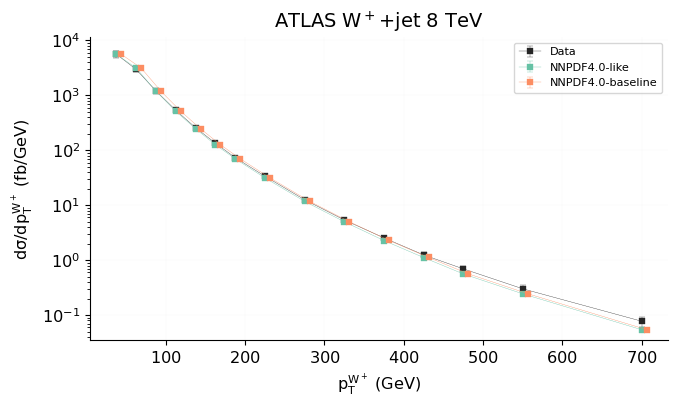 ATLAS W⁺+jet 8 TeV
dσ/dp_T^{W⁺} (fb/GeV)
10⁴
10³
10²
10¹
10⁰
10⁻¹
Data
NNPDF4.0-like
NNPDF4.0-baseline
100 200 300 400 500 600 700
p_T^{W⁺} (GeV)